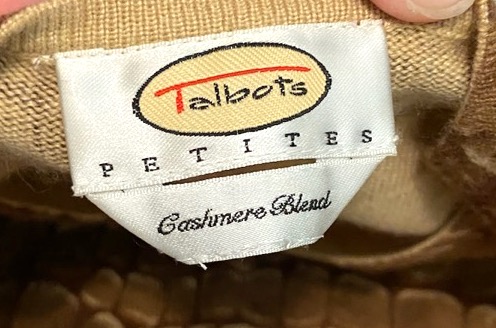 Talbots
PETITES
Cashmere Blend